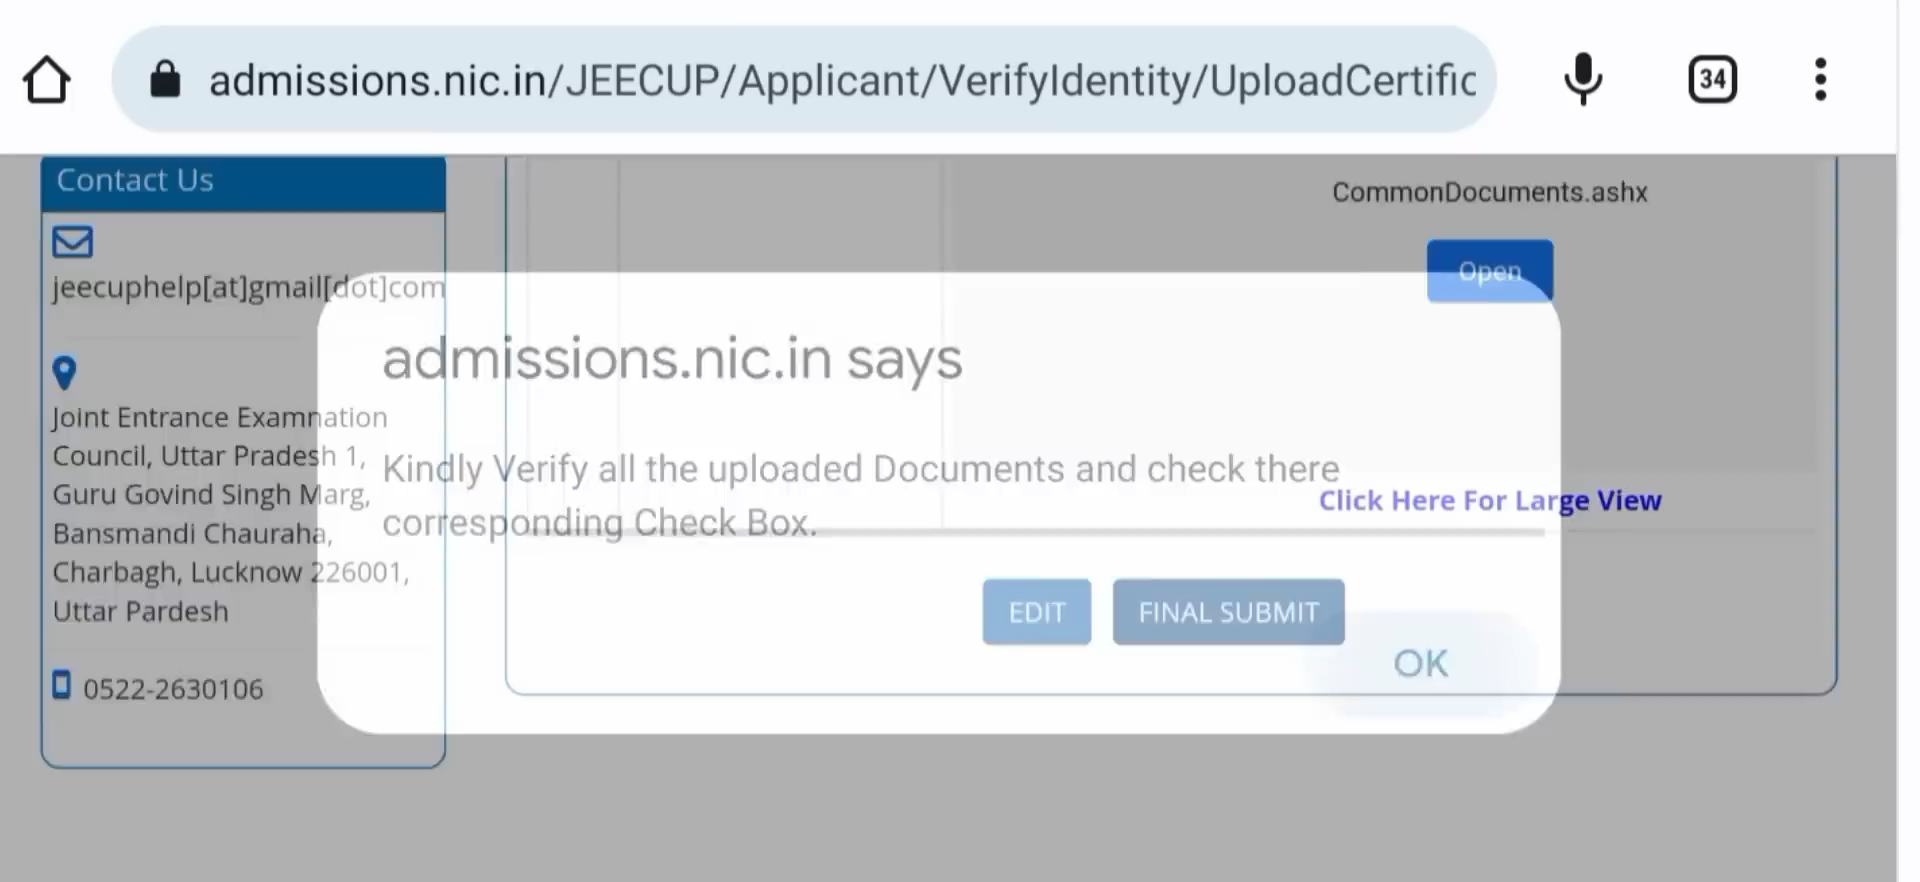 admissions.nic.in/JEECUP/Applicant/VerifyIdentity/UploadCertific
34
Contact Us
jeecuphelp[at]gmail[dot]com
Joint Entrance Examnation
Council, Uttar Pradesh 1,
Guru Govind Singh Marg,
Bansmandi Chauraha,
Charbagh, Lucknow 226001,
Uttar Pardesh
0522-2630106
CommonDocuments.ashx
Open
admissions.nic.in says
Kindly Verify all the uploaded Documents and check there
corresponding Check Box.
Click Here For Large View
EDIT
FINAL SUBMIT
OK